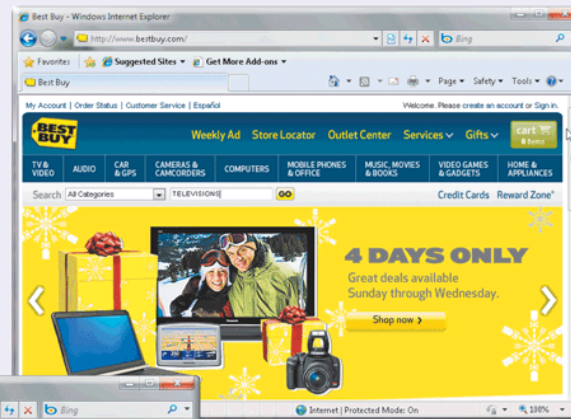 Best Buy - Windows Internet Explorer
http://www.bestbuy.com/
Bing
Favorites Suggested Sites Get More Add-ons
Best Buy
Page Safety Tools
My Account | Order Status | Customer Service | Español Welcome. Please create an account or Sign in.
BEST BUY
Weekly Ad Store Locator Outlet Center Services Gifts
cart
0 items
TV & VIDEO
AUDIO
CAR & GPS
CAMERAS & CAMCORDERS
COMPUTERS
MOBILE PHONES & OFFICE
MUSIC, MOVIES & BOOKS
VIDEO GAMES & GADGETS
HOME & APPLIANCES
Search All Categories TELEVISIONS GO Credit Cards Reward Zone®
4 DAYS ONLY
Great deals available
Sunday through Wednesday.
Shop now
Bing
Internet | Protected Mode: On 100%